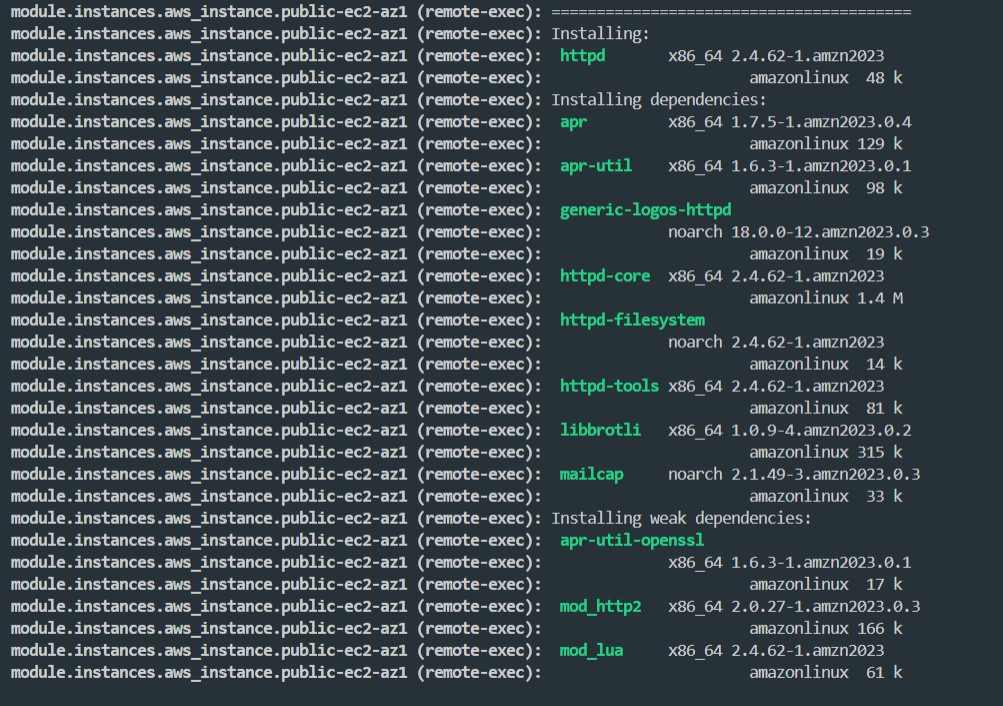 module.instances.aws_instance.public-ec2-az1 (remote-exec): ========================================
module.instances.aws_instance.public-ec2-az1 (remote-exec): Installing:
module.instances.aws_instance.public-ec2-az1 (remote-exec):  httpd       x86_64 2.4.62-1.amzn2023
module.instances.aws_instance.public-ec2-az1 (remote-exec):                       amazonlinux  48 k
module.instances.aws_instance.public-ec2-az1 (remote-exec): Installing dependencies:
module.instances.aws_instance.public-ec2-az1 (remote-exec):  apr         x86_64 1.7.5-1.amzn2023.0.4
module.instances.aws_instance.public-ec2-az1 (remote-exec):                       amazonlinux 129 k
module.instances.aws_instance.public-ec2-az1 (remote-exec):  apr-util    x86_64 1.6.3-1.amzn2023.0.1
module.instances.aws_instance.public-ec2-az1 (remote-exec):                       amazonlinux  98 k
module.instances.aws_instance.public-ec2-az1 (remote-exec):  generic-logos-httpd
module.instances.aws_instance.public-ec2-az1 (remote-exec):              noarch 18.0.0-12.amzn2023.0.3
module.instances.aws_instance.public-ec2-az1 (remote-exec):                       amazonlinux  19 k
module.instances.aws_instance.public-ec2-az1 (remote-exec):  httpd-core  x86_64 2.4.62-1.amzn2023
module.instances.aws_instance.public-ec2-az1 (remote-exec):                       amazonlinux 1.4 M
module.instances.aws_instance.public-ec2-az1 (remote-exec):  httpd-filesystem
module.instances.aws_instance.public-ec2-az1 (remote-exec):              noarch 2.4.62-1.amzn2023
module.instances.aws_instance.public-ec2-az1 (remote-exec):                       amazonlinux  14 k
module.instances.aws_instance.public-ec2-az1 (remote-exec):  httpd-tools x86_64 2.4.62-1.amzn2023
module.instances.aws_instance.public-ec2-az1 (remote-exec):                       amazonlinux  81 k
module.instances.aws_instance.public-ec2-az1 (remote-exec):  libbrotli   x86_64 1.0.9-4.amzn2023.0.2
module.instances.aws_instance.public-ec2-az1 (remote-exec):                       amazonlinux 315 k
module.instances.aws_instance.public-ec2-az1 (remote-exec):  mailcap     noarch 2.1.49-3.amzn2023.0.3
module.instances.aws_instance.public-ec2-az1 (remote-exec):                       amazonlinux  33 k
module.instances.aws_instance.public-ec2-az1 (remote-exec): Installing weak dependencies:
module.instances.aws_instance.public-ec2-az1 (remote-exec):  apr-util-openssl
module.instances.aws_instance.public-ec2-az1 (remote-exec):              x86_64 1.6.3-1.amzn2023.0.1
module.instances.aws_instance.public-ec2-az1 (remote-exec):                       amazonlinux  17 k
module.instances.aws_instance.public-ec2-az1 (remote-exec):  mod_http2   x86_64 2.0.27-1.amzn2023.0.3
module.instances.aws_instance.public-ec2-az1 (remote-exec):                       amazonlinux 166 k
module.instances.aws_instance.public-ec2-az1 (remote-exec):  mod_lua     x86_64 2.4.62-1.amzn2023
module.instances.aws_instance.public-ec2-az1 (remote-exec):                       amazonlinux  61 k